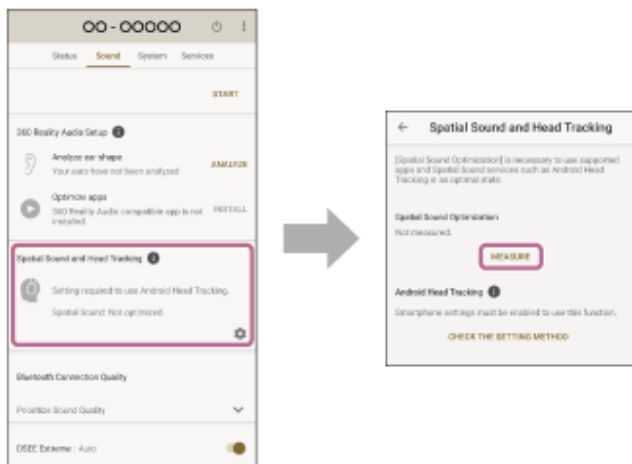 OO-OOOOO
Status Sound System Services
START
360 Reality Audio Setup
Analyze ear shape
Your ears have not been analyzed
ANALYZE
Optimize apps
360 Reality Audio compatible app is not
installed.
INSTALL
Spatial Sound and Head Tracking
Setting required to use Android Head Tracking.
Spatial Sound: Not optimized
Bluetooth Connection Quality
Prioritize Sound Quality
DSEE Extreme : Auto
Spatial Sound and Head Tracking
[Spatial Sound Optimization] is necessary to use supported
apps and Spatial Sound services such as Android Head
Tracking in an optimal state.
Spatial Sound Optimization
Not measured.
MEASURE
Android Head Tracking
Smartphone settings must be enabled to use this function.
CHECK THE SETTING METHOD